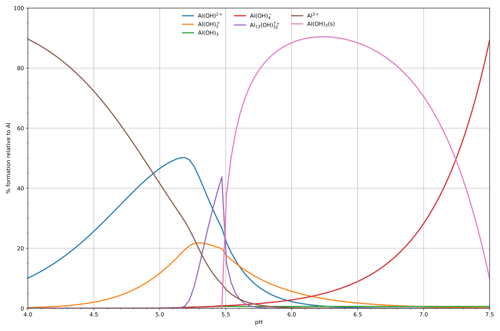 Al(OH)²⁺
Al(OH)₂⁺
Al(OH)₃
Al(OH)₄⁻
Al₁₃(OH)₃₂⁷⁺
Al³⁺
Al(OH)₃(s)
% formation relative to Al
100
80
60
40
20
0
4.0 4.5 5.0 5.5 6.0 6.5 7.0 7.5
pH